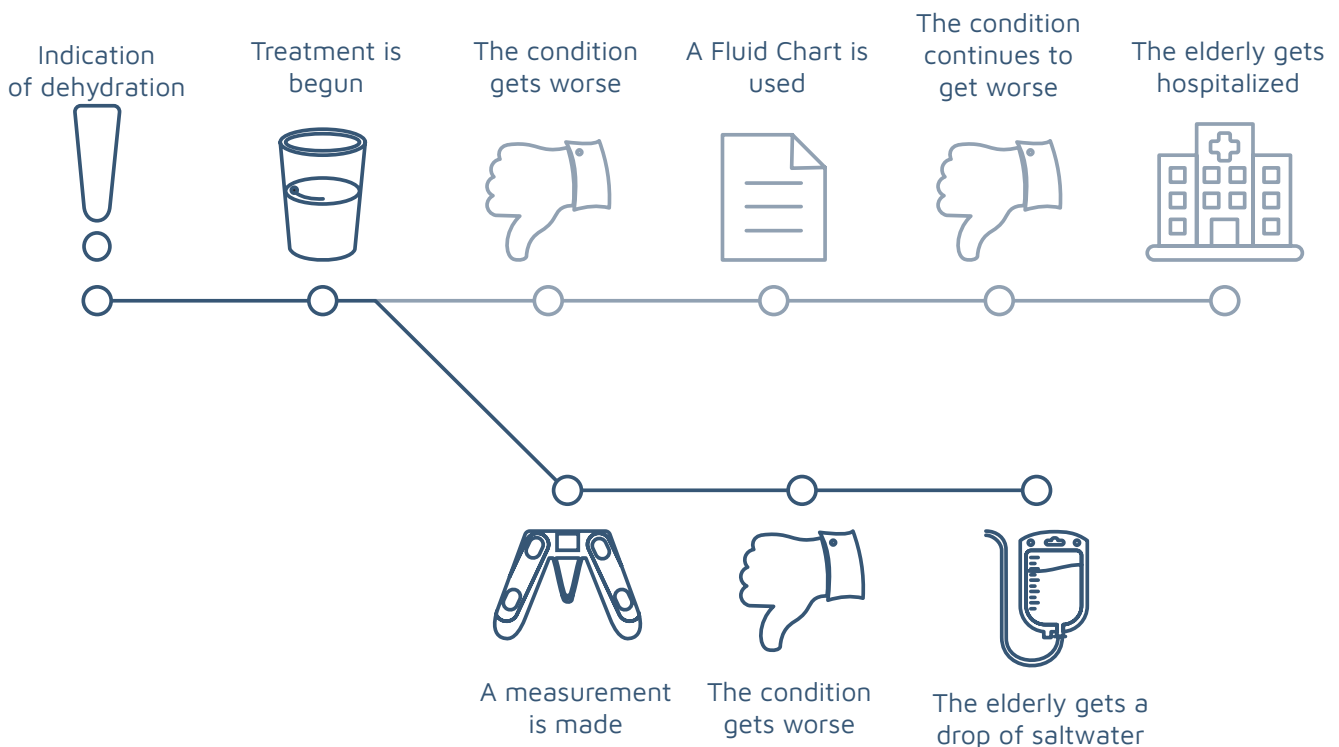 Indication
of dehydration
Treatment is
begun
The condition
gets worse
A Fluid Chart is
used
The condition
continues to
get worse
The elderly gets
hospitalized
A measurement
is made
The condition
gets worse
The elderly gets a
drop of saltwater